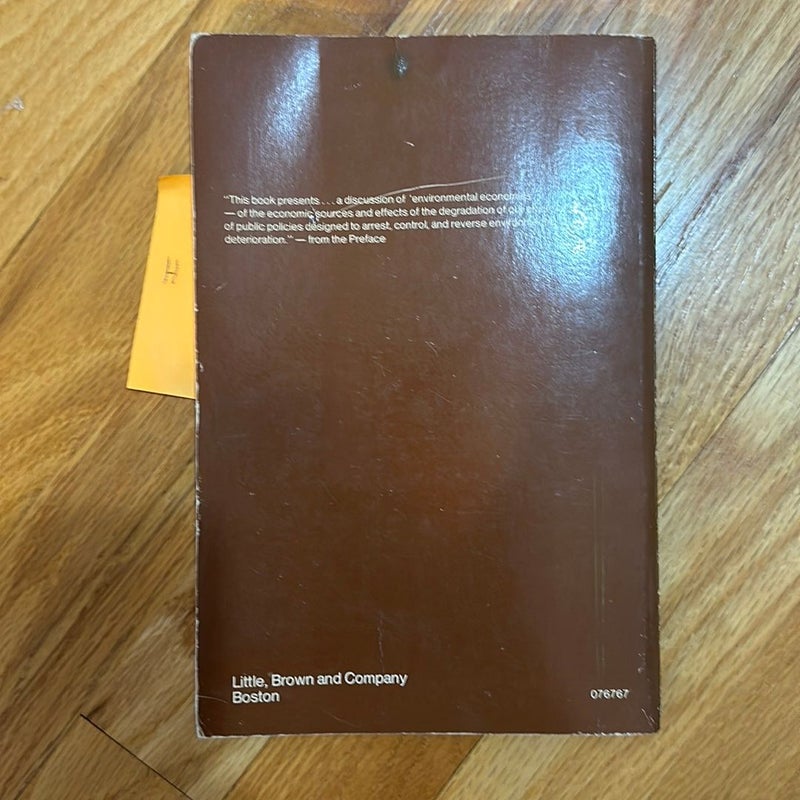 "This book presents . . . a discussion of 'environmental economics
— of the economic sources and effects of the degradation of our
of public policies designed to arrest, control, and reverse
deterioration.'" — from the Preface
Little, Brown and Company
Boston
076767